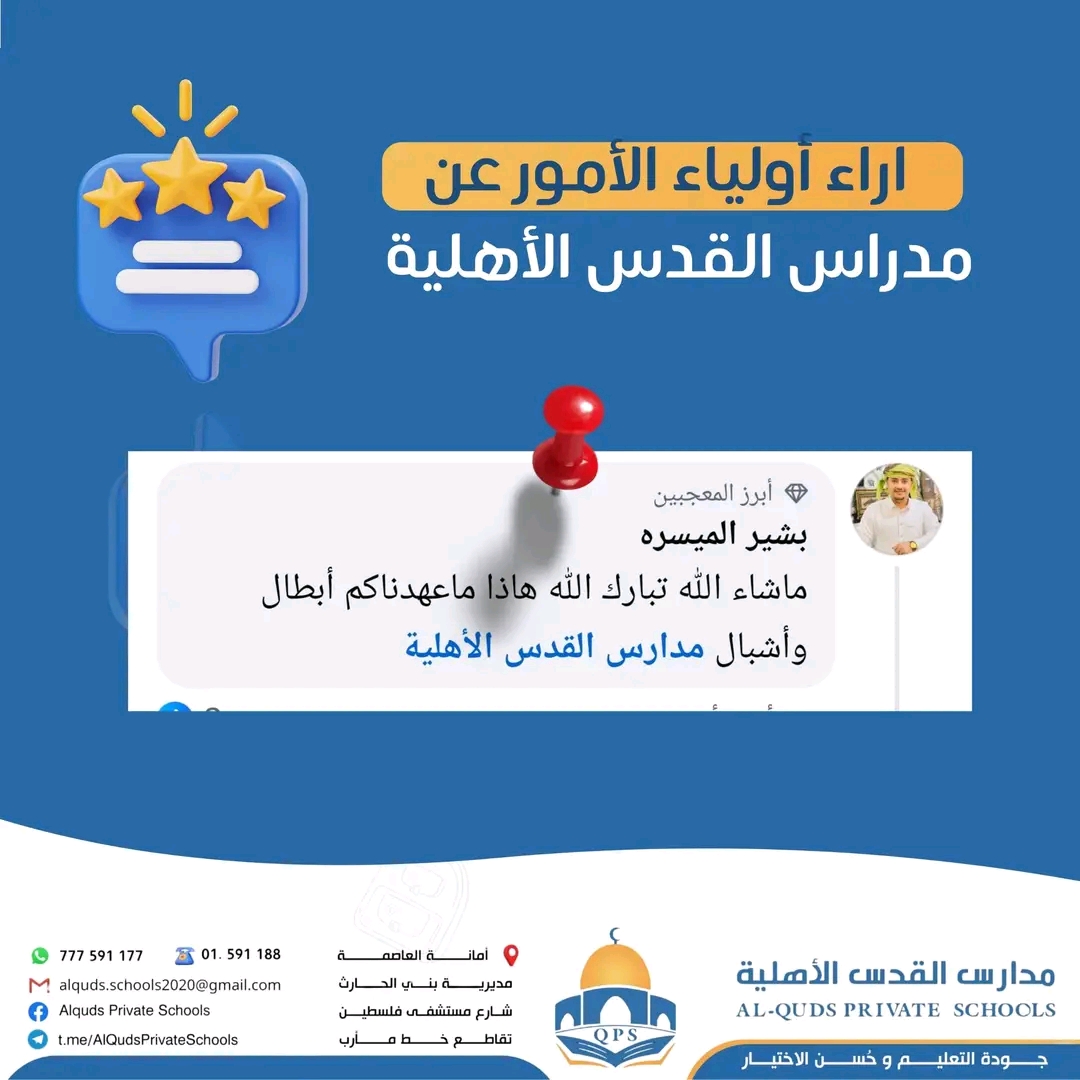 اراء أولياء الأمور عن
مدراس القدس الأهلية
أبرز المعجبين
بشير الميسره
ماشاء الله تبارك الله هاذا ماعهدناكم أبطال
وأشبال مدارس القدس الأهلية
مدارس القدس الأهلية
AL-QUDS PRIVATE SCHOOLS
جودة التعليم و حُسن الاختيار
QPS
أمانة العاصمة
مديرية بني الحارث
شارع مستشفى فلسطين
تقاطع خط مأرب
01. 591 188
777 591 177
alquds.schools2020@gmail.com
Alquds Private Schools
t.me/AlQudsPrivateSchools